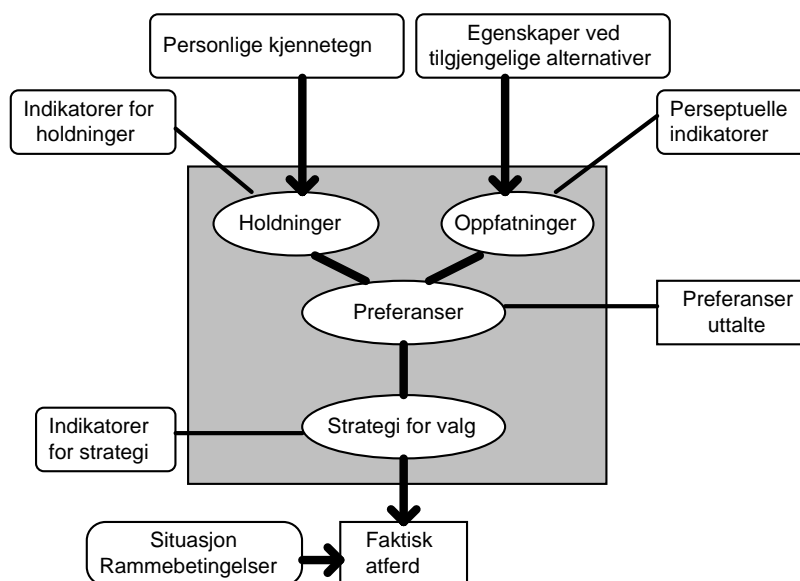 Personlige kjennetegn
Egenskaper ved
tilgjengelige alternativer
Indikatorer for
holdninger
Perseptuelle
indikatorer
Holdninger
Oppfatninger
Preferanser
Preferanser
uttalte
Strategi for valg
Indikatorer
for strategi
Situasjon
Rammebetingelser
Faktisk
atferd